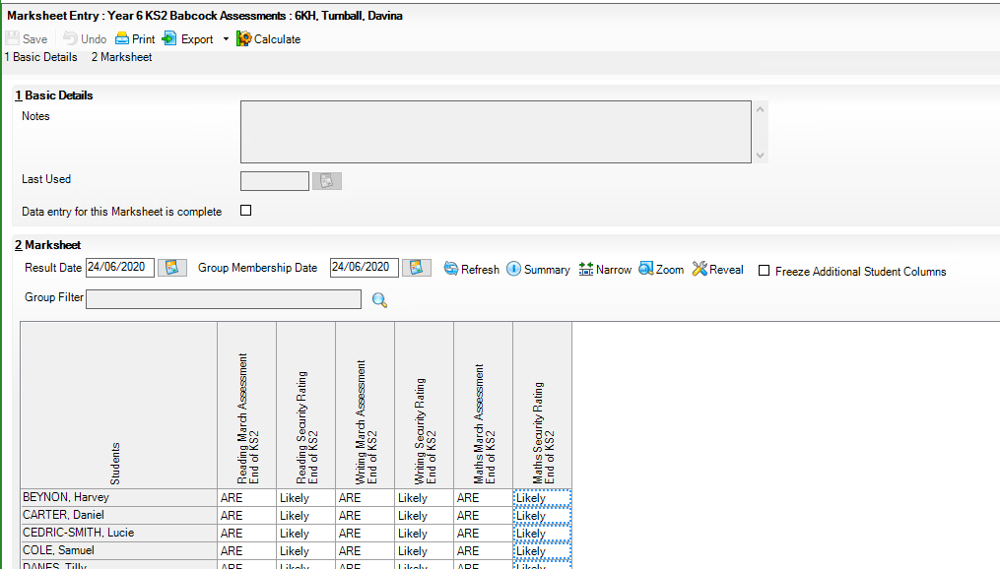 Marksheet Entry : Year 6 KS2 Babcock Assessments : 6KH, Turnball, Davina
Save Undo Print Export Calculate
1 Basic Details 2 Marksheet
1 Basic Details
Notes
Last Used
Data entry for this Marksheet is complete
2 Marksheet
Result Date 24/06/2020 Group Membership Date 24/06/2020 Refresh Summary Narrow Zoom Reveal Freeze Additional Student Columns
Group Filter
Students
Reading March Assessment
End of KS2
Reading Security Rating
End of KS2
Writing March Assessment
End of KS2
Writing Security Rating
End of KS2
Maths March Assessment
End of KS2
Maths Security Rating
End of KS2
BEYNON, Harvey ARE Likely ARE Likely ARE Likely
CARTER, Daniel ARE Likely ARE Likely ARE Likely
CEDRIC-SMITH, Lucie ARE Likely ARE Likely ARE Likely
COLE, Samuel ARE Likely ARE Likely ARE Likely
DANES, Tilly ARE Likely ARE Likely ARE Likely